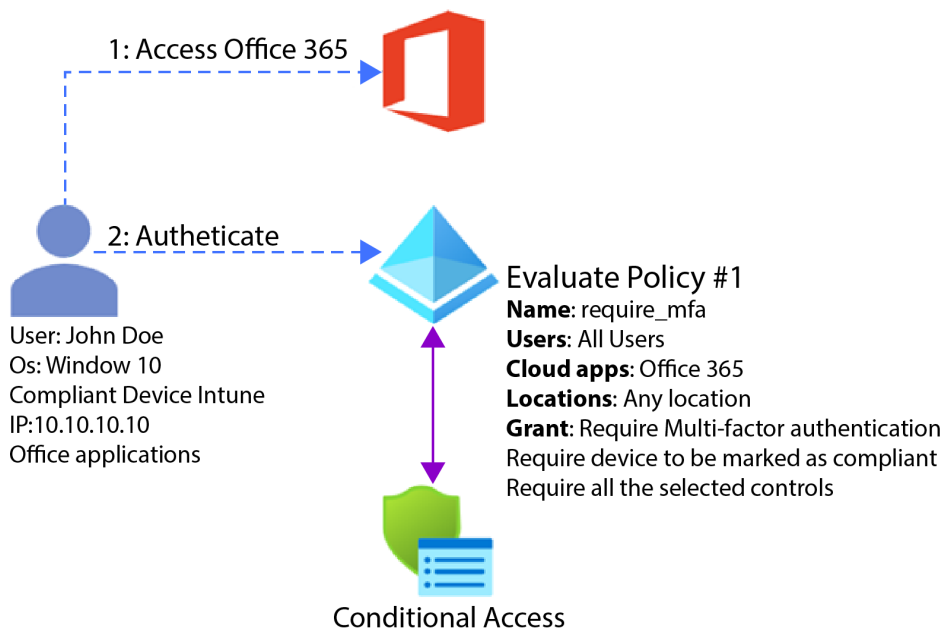 1: Access Office 365
2: Autheticate
User: John Doe
Os: Window 10
Compliant Device Intune
IP:10.10.10.10
Office applications
Evaluate Policy #1
Name: require_mfa
Users: All Users
Cloud apps: Office 365
Locations: Any location
Grant: Require Multi-factor authentication
Require device to be marked as compliant
Require all the selected controls
Conditional Access